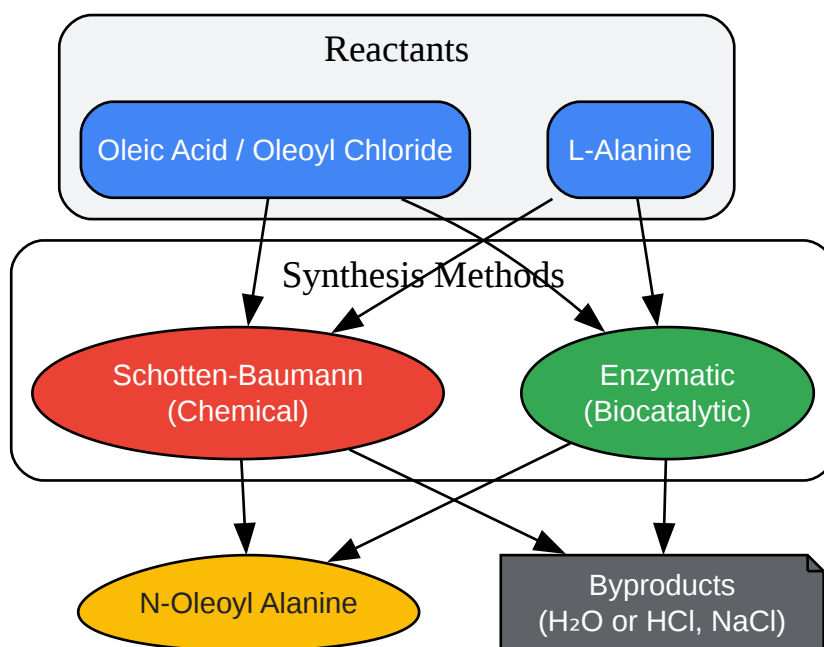 Reactants
Oleic Acid / Oleoyl Chloride
L-Alanine
Synthesis Methods
Schotten-Baumann
(Chemical)
Enzymatic
(Biocatalytic)
N-Oleoyl Alanine
Byproducts
(H₂O or HCl, NaCl)